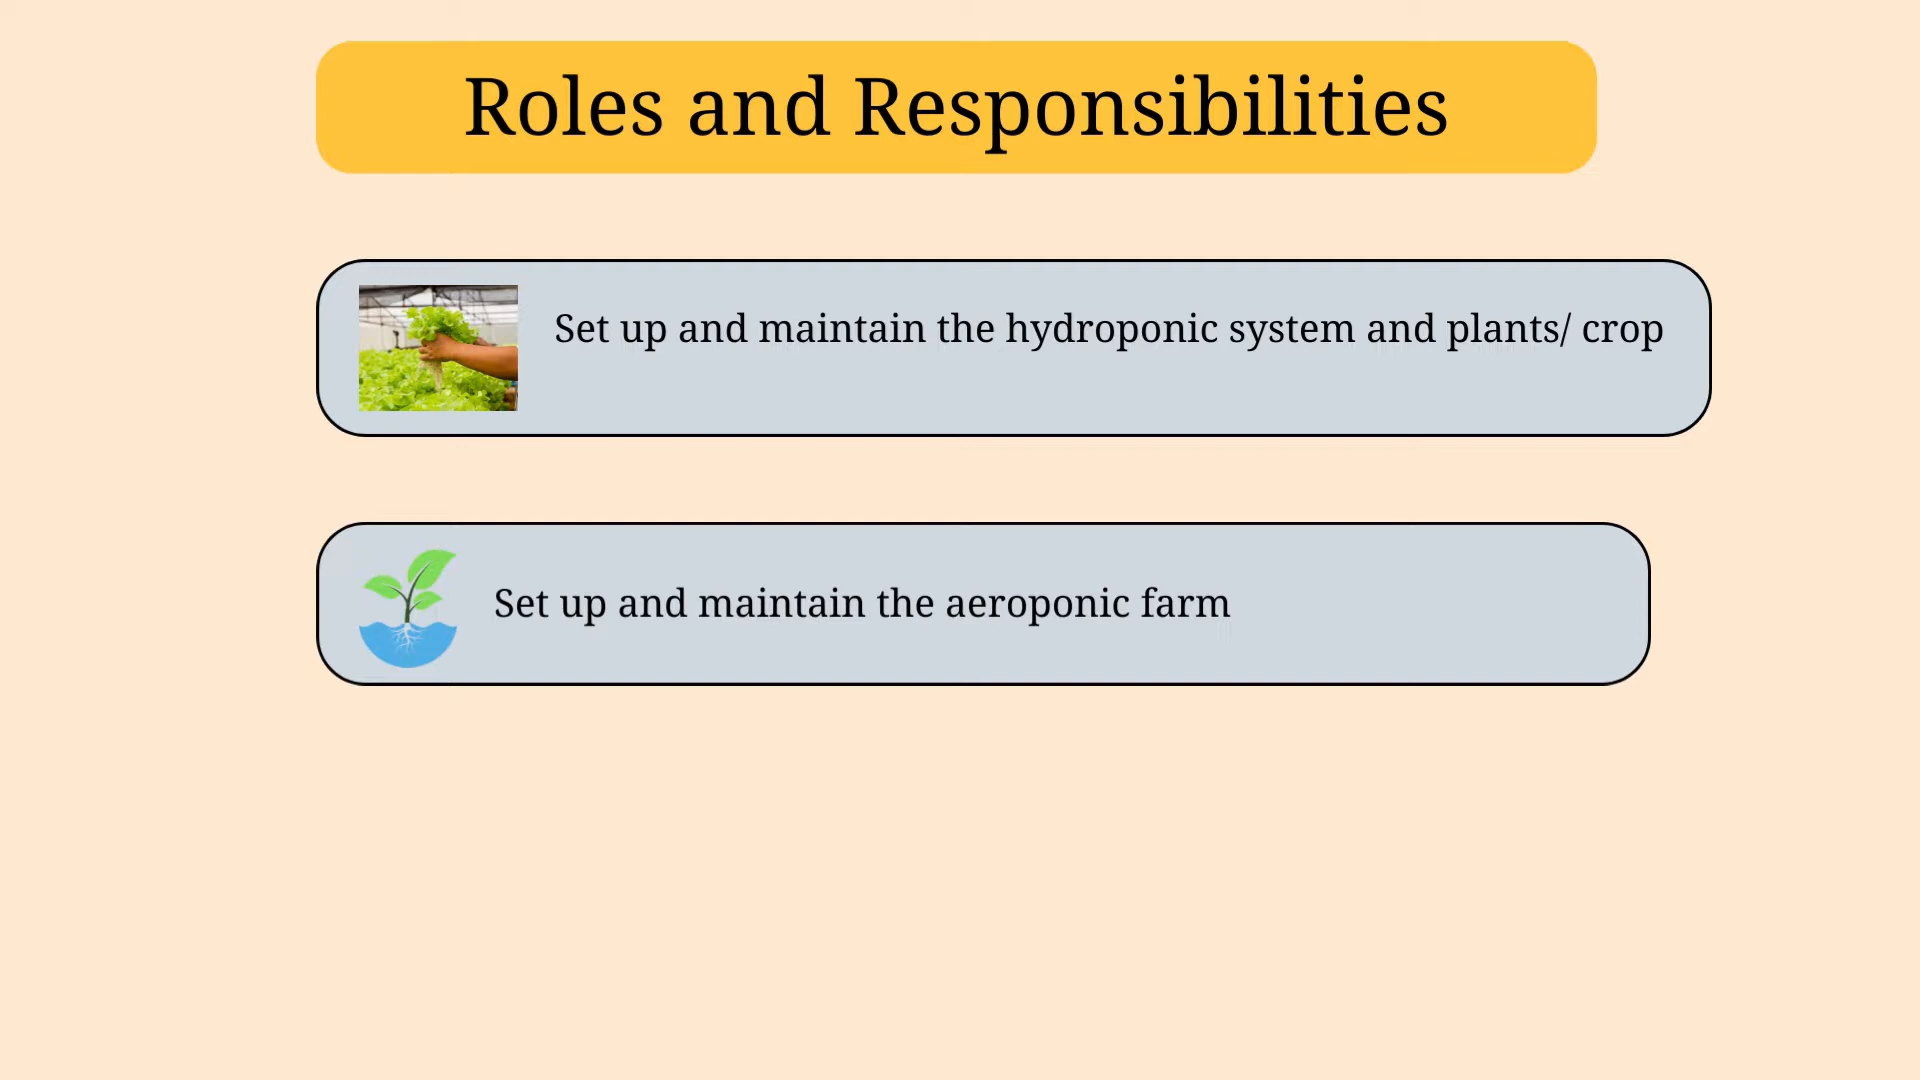 Roles and Responsibilities
Set up and maintain the hydroponic system and plants/ crop
Set up and maintain the aeroponic farm